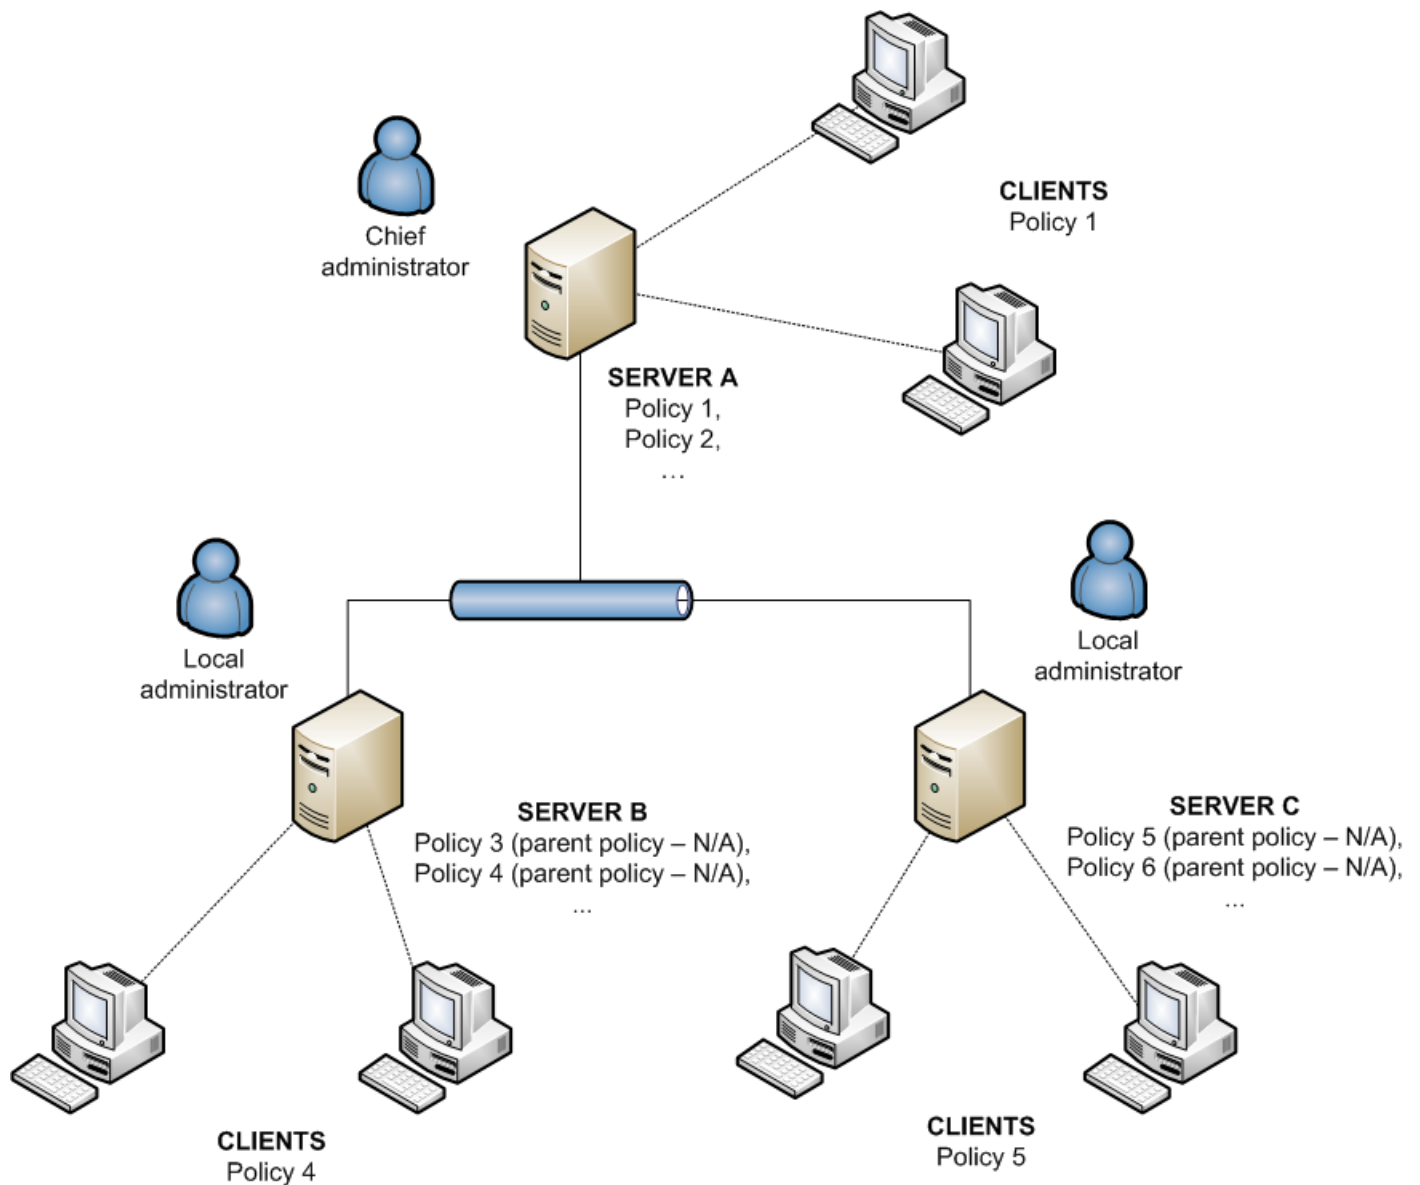 CLIENTS
Policy 1
Chief
administrator
SERVER A
Policy 1,
Policy 2,
...
Local
administrator
Local
administrator
SERVER B
Policy 3 (parent policy – N/A),
Policy 4 (parent policy – N/A),
...
SERVER C
Policy 5 (parent policy – N/A),
Policy 6 (parent policy – N/A),
...
CLIENTS
Policy 4
CLIENTS
Policy 5